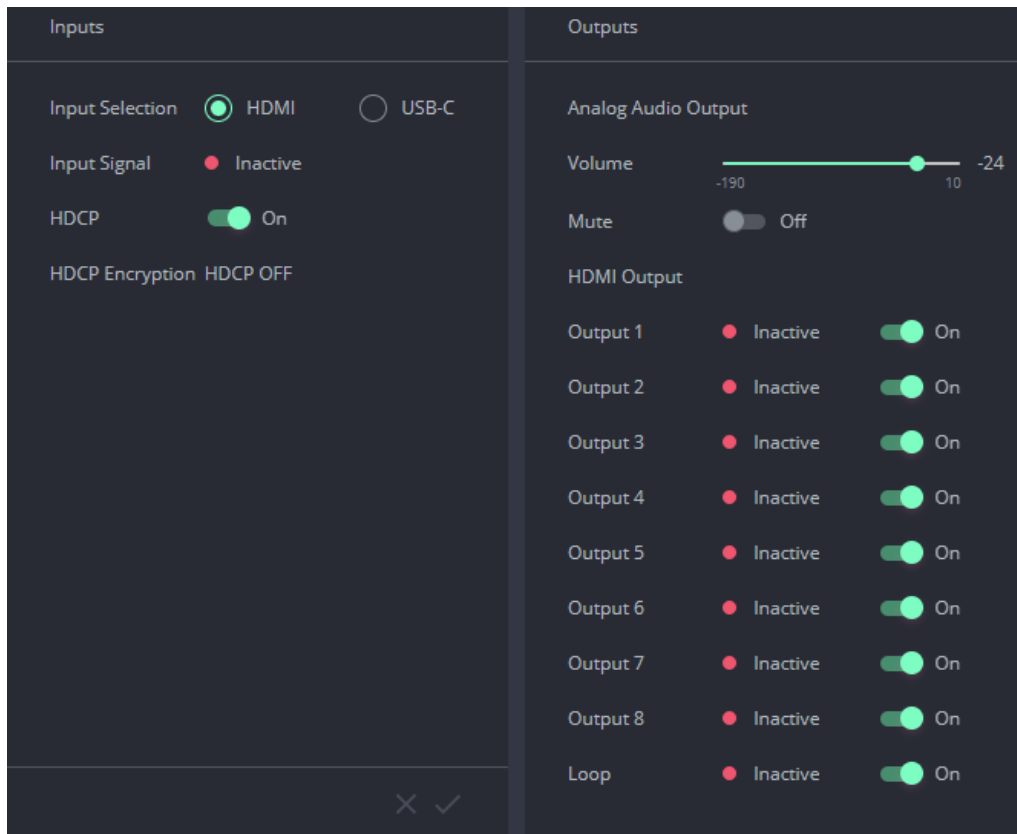 Inputs
Input Selection HDMI USB-C
Input Signal Inactive
HDCP On
HDCP Encryption HDCP OFF
Outputs
Analog Audio Output
Volume -24
-190 10
Mute Off
HDMI Output
Output 1 Inactive On
Output 2 Inactive On
Output 3 Inactive On
Output 4 Inactive On
Output 5 Inactive On
Output 6 Inactive On
Output 7 Inactive On
Output 8 Inactive On
Loop Inactive On